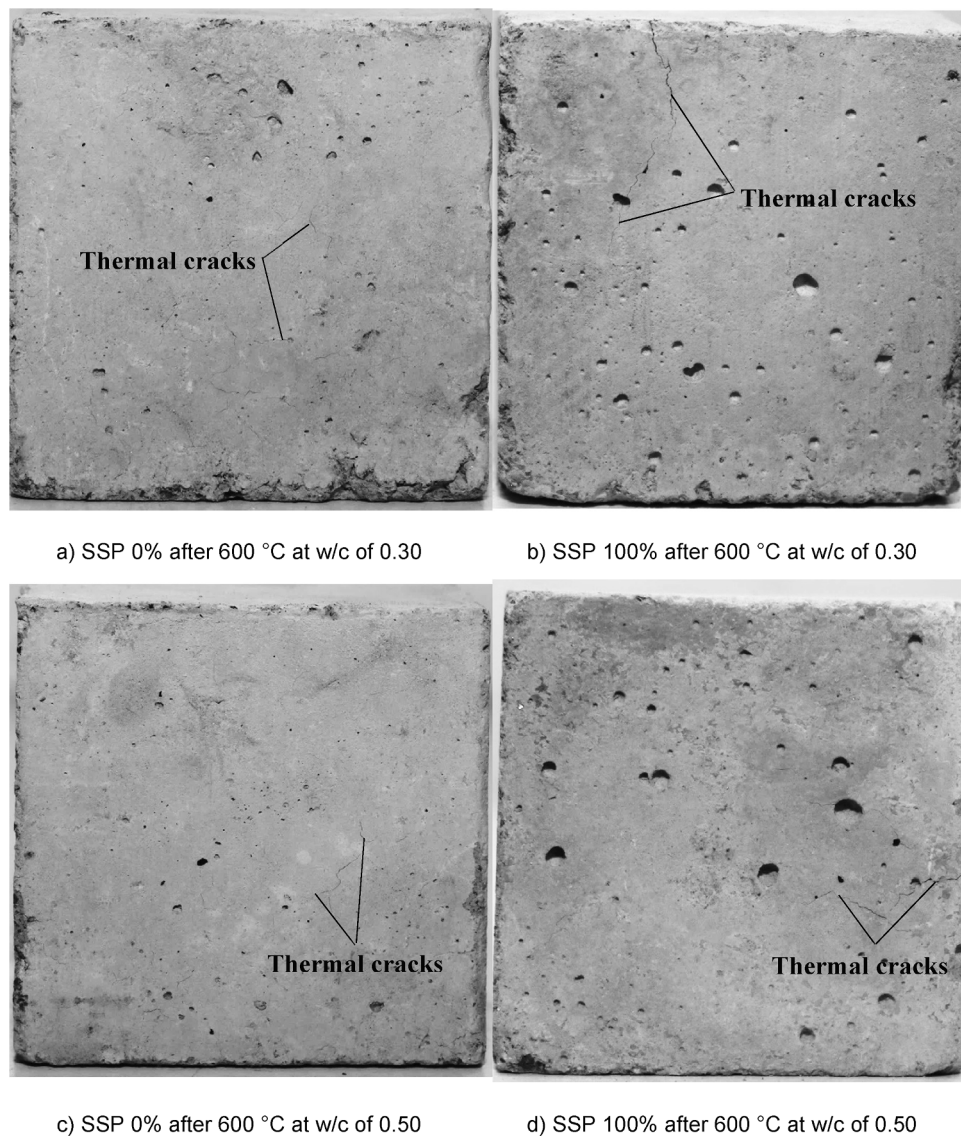 Thermal cracks
Thermal cracks
a) SSP 0% after 600 °C at w/c of 0.30
b) SSP 100% after 600 °C at w/c of 0.30
Thermal cracks
Thermal cracks
c) SSP 0% after 600 °C at w/c of 0.50
d) SSP 100% after 600 °C at w/c of 0.50